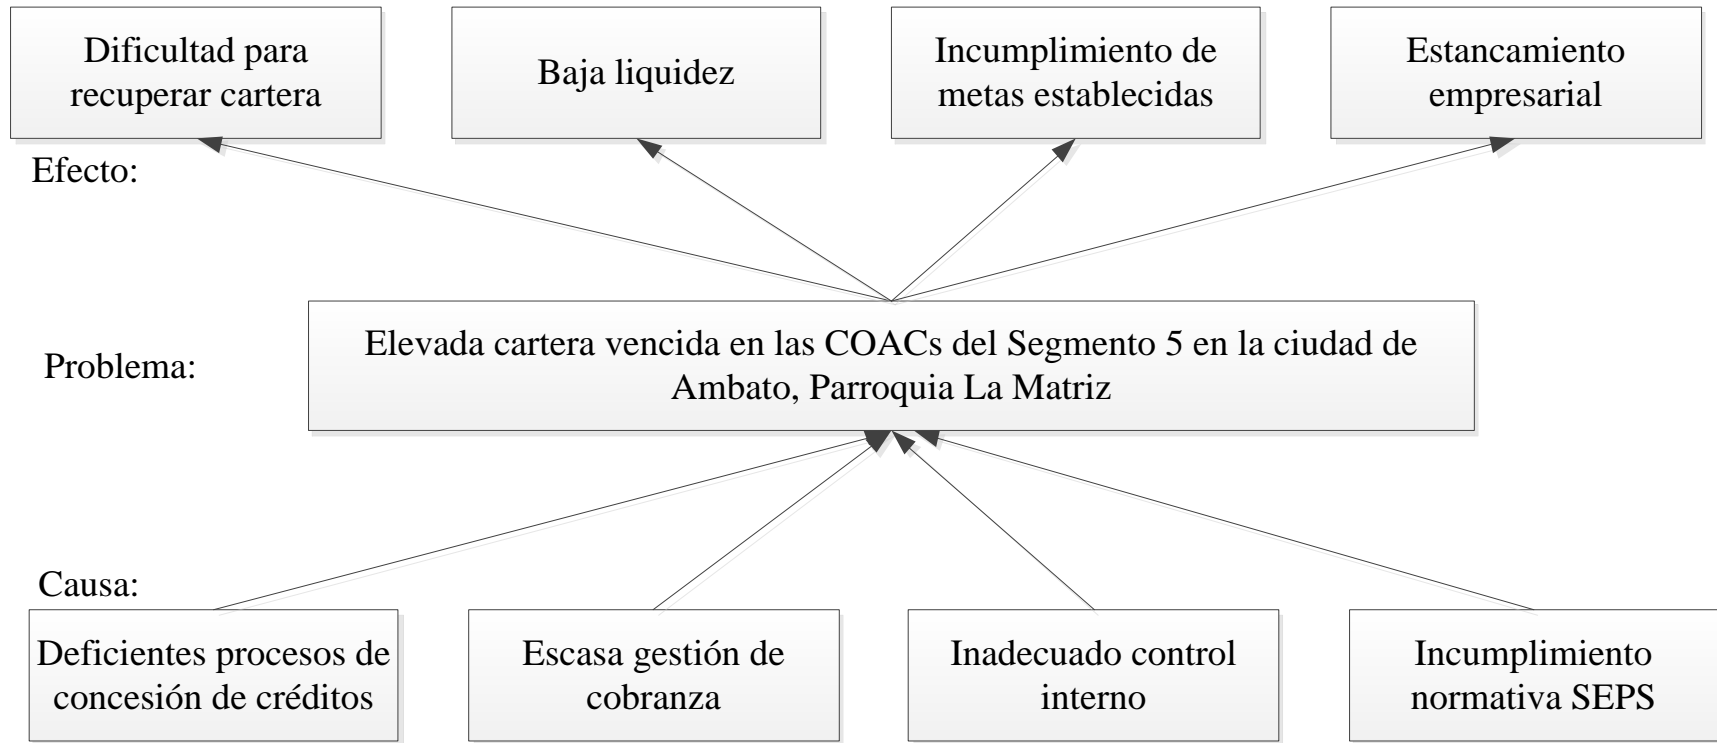 Dificultad para
recuperar cartera
Baja liquidez
Incumplimiento de
metas establecidas
Estancamiento
empresarial
Efecto:
Problema:
Elevada cartera vencida en las COACs del Segmento 5 en la ciudad de
Ambato, Parroquia La Matriz
Causa:
Deficientes procesos de
concesión de créditos
Escasa gestión de
cobranza
Inadecuado control
interno
Incumplimiento
normativa SEPS